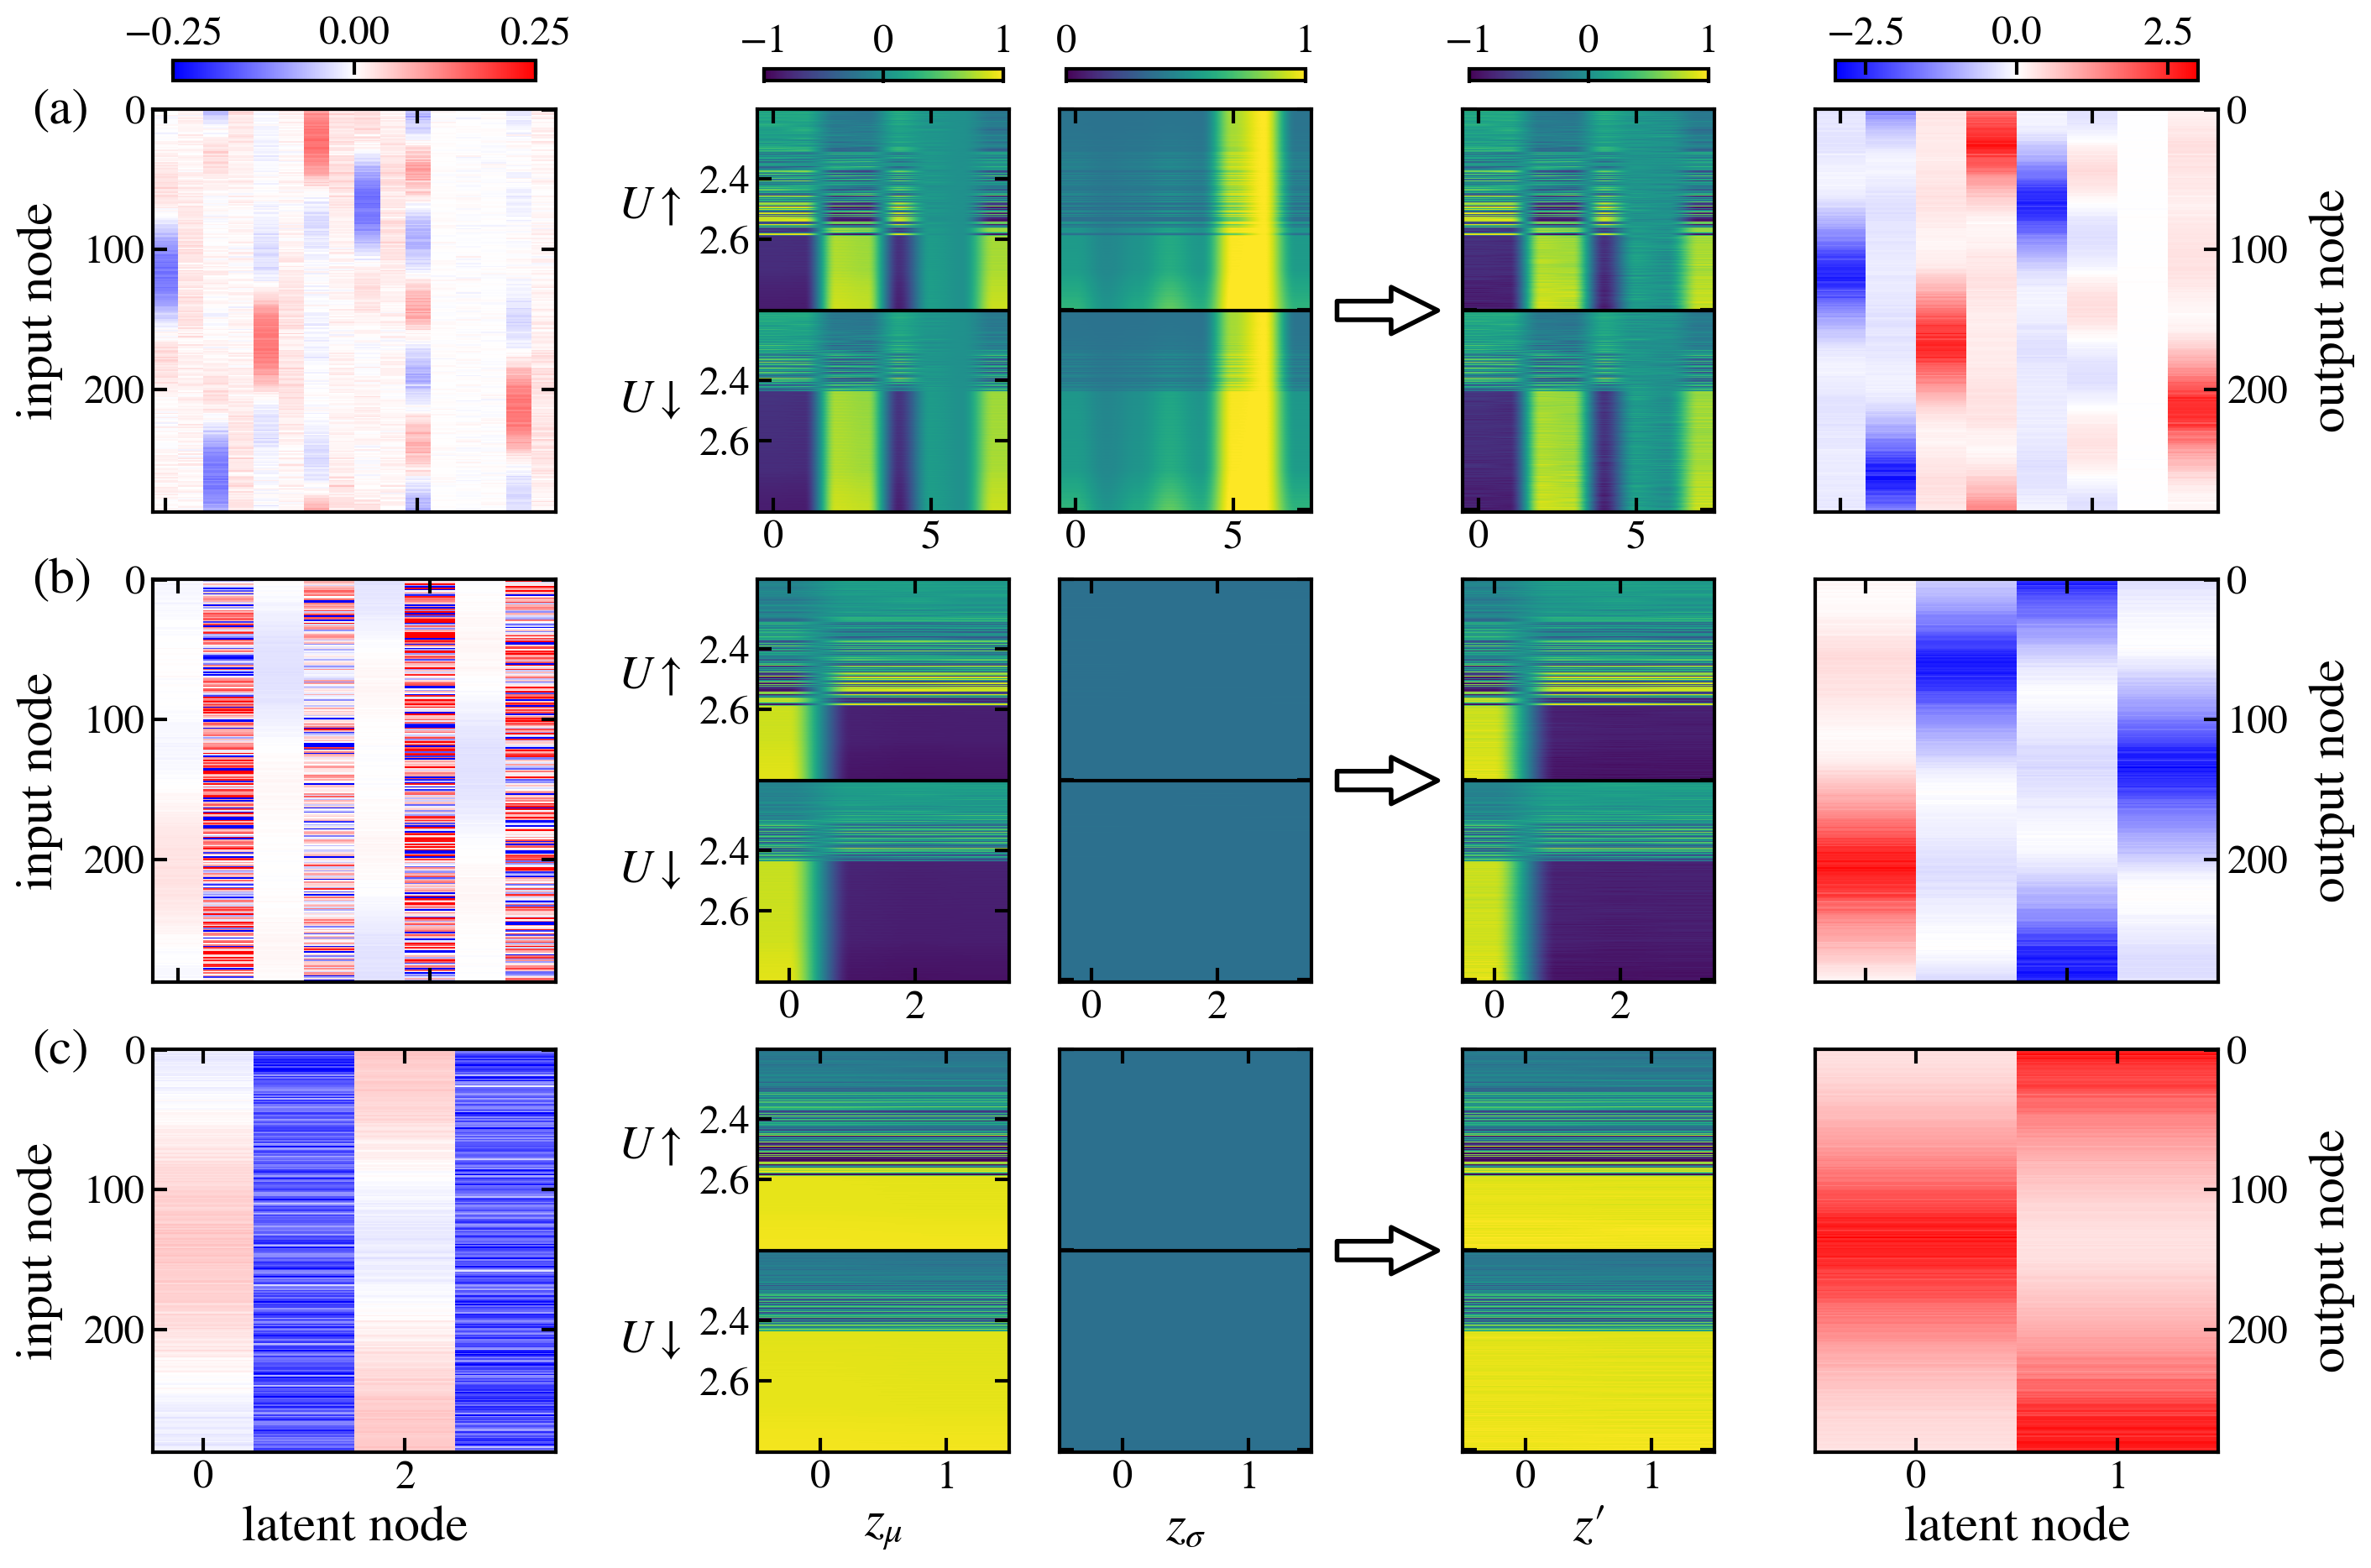 −0.25 0.00 0.25 −1 0 1 0 1 −1 0 1 −2.5 0.0 2.5
(a)
input node
0
100
200
U↑
U↓
2.4
2.6
2.4
2.6
0 5 0 5 0 5
0
100
200
output node
(b)
input node
0
100
200
U↑
U↓
2.4
2.6
2.4
2.6
0 2 0 2 0 2
0
100
200
output node
(c)
input node
0
100
200
U↑
U↓
2.4
2.6
2.4
2.6
0
100
200
output node
0 2 0 1 0 1 0 1 0 1
latent node zμ zσ z′ latent node